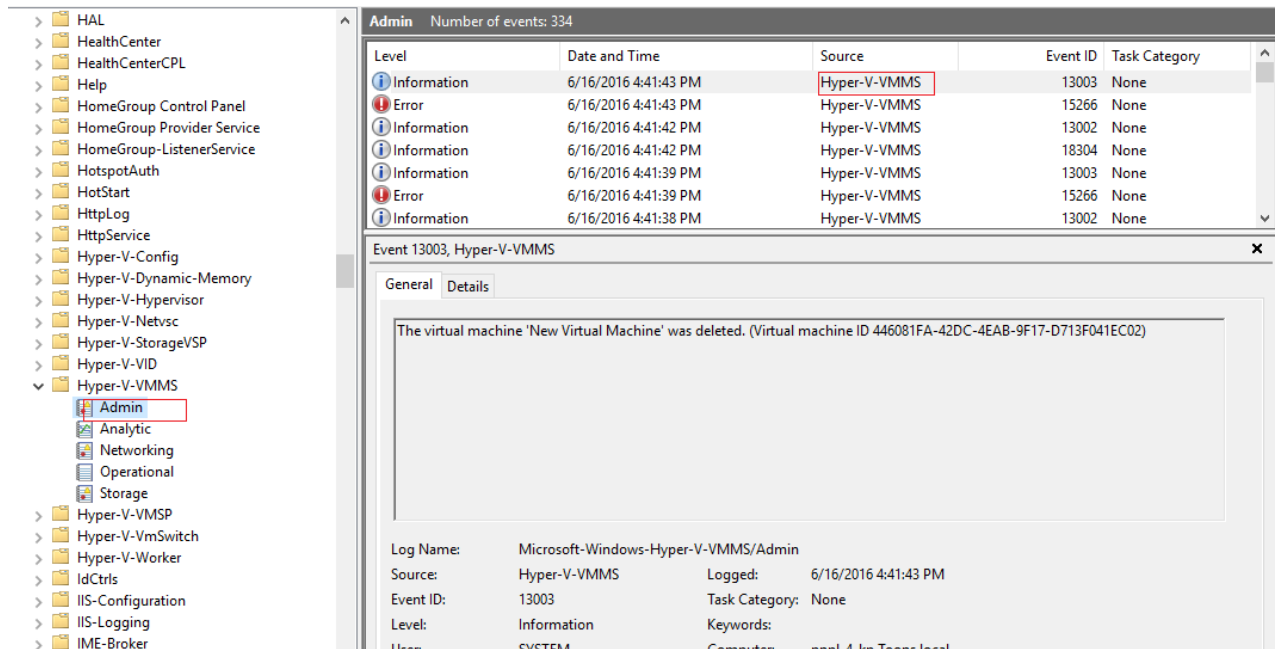 HAL
HealthCenter
HealthCenterCPL
Help
HomeGroup Control Panel
HomeGroup Provider Service
HomeGroup-ListenerService
HotspotAuth
HotStart
HttpLog
HttpService
Hyper-V-Config
Hyper-V-Dynamic-Memory
Hyper-V-Hypervisor
Hyper-V-Netvsc
Hyper-V-StorageVSP
Hyper-V-VID
Hyper-V-VMMS
Admin
Analytic
Networking
Operational
Storage
Hyper-V-VMSP
Hyper-V-VmSwitch
Hyper-V-Worker
IdCtrls
IIS-Configuration
IIS-Logging
IME-Broker
Admin Number of events: 334
Level Date and Time Source Event ID Task Category
Information 6/16/2016 4:41:43 PM Hyper-V-VMMS 13003 None
Error 6/16/2016 4:41:43 PM Hyper-V-VMMS 15266 None
Information 6/16/2016 4:41:42 PM Hyper-V-VMMS 13002 None
Information 6/16/2016 4:41:42 PM Hyper-V-VMMS 18304 None
Information 6/16/2016 4:41:39 PM Hyper-V-VMMS 13003 None
Error 6/16/2016 4:41:39 PM Hyper-V-VMMS 15266 None
Information 6/16/2016 4:41:38 PM Hyper-V-VMMS 13002 None
Event 13003, Hyper-V-VMMS
General Details
The virtual machine 'New Virtual Machine' was deleted. (Virtual machine ID 446081FA-42DC-4EAB-9F17-D713F041EC02)
Log Name: Microsoft-Windows-Hyper-V-VMMS/Admin
Source: Hyper-V-VMMS Logged: 6/16/2016 4:41:43 PM
Event ID: 13003 Task Category: None
Level: Information Keywords:
User: SYSTEM Computer: